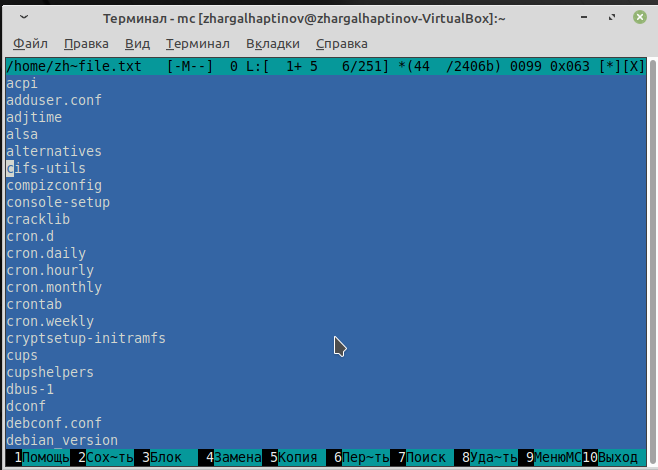 Терминал - mc [zhargalhaptinov@zhargalhaptinov-VirtualBox]:~
Файл Правка Вид Терминал Вкладки Справка
/home/zh~file.txt [-M--] 0 L:[ 1+ 5 6/251] *(44 /2406b) 0099 0x063 [*][X]
acpi
adduser.conf
adjtime
alsa
alternatives
cifs-utils
compizconfig
console-setup
cracklib
cron.d
cron.daily
cron.hourly
cron.monthly
crontab
cron.weekly
cryptsetup-initramfs
cups
cupshelpers
dbus-1
dconf
debconf.conf
debian_version
1Помощь 2Сох~ть 3Блок 4Замена 5Копия 6Пер~ть 7Поиск 8Уда~ть 9МенюMC 10Выход